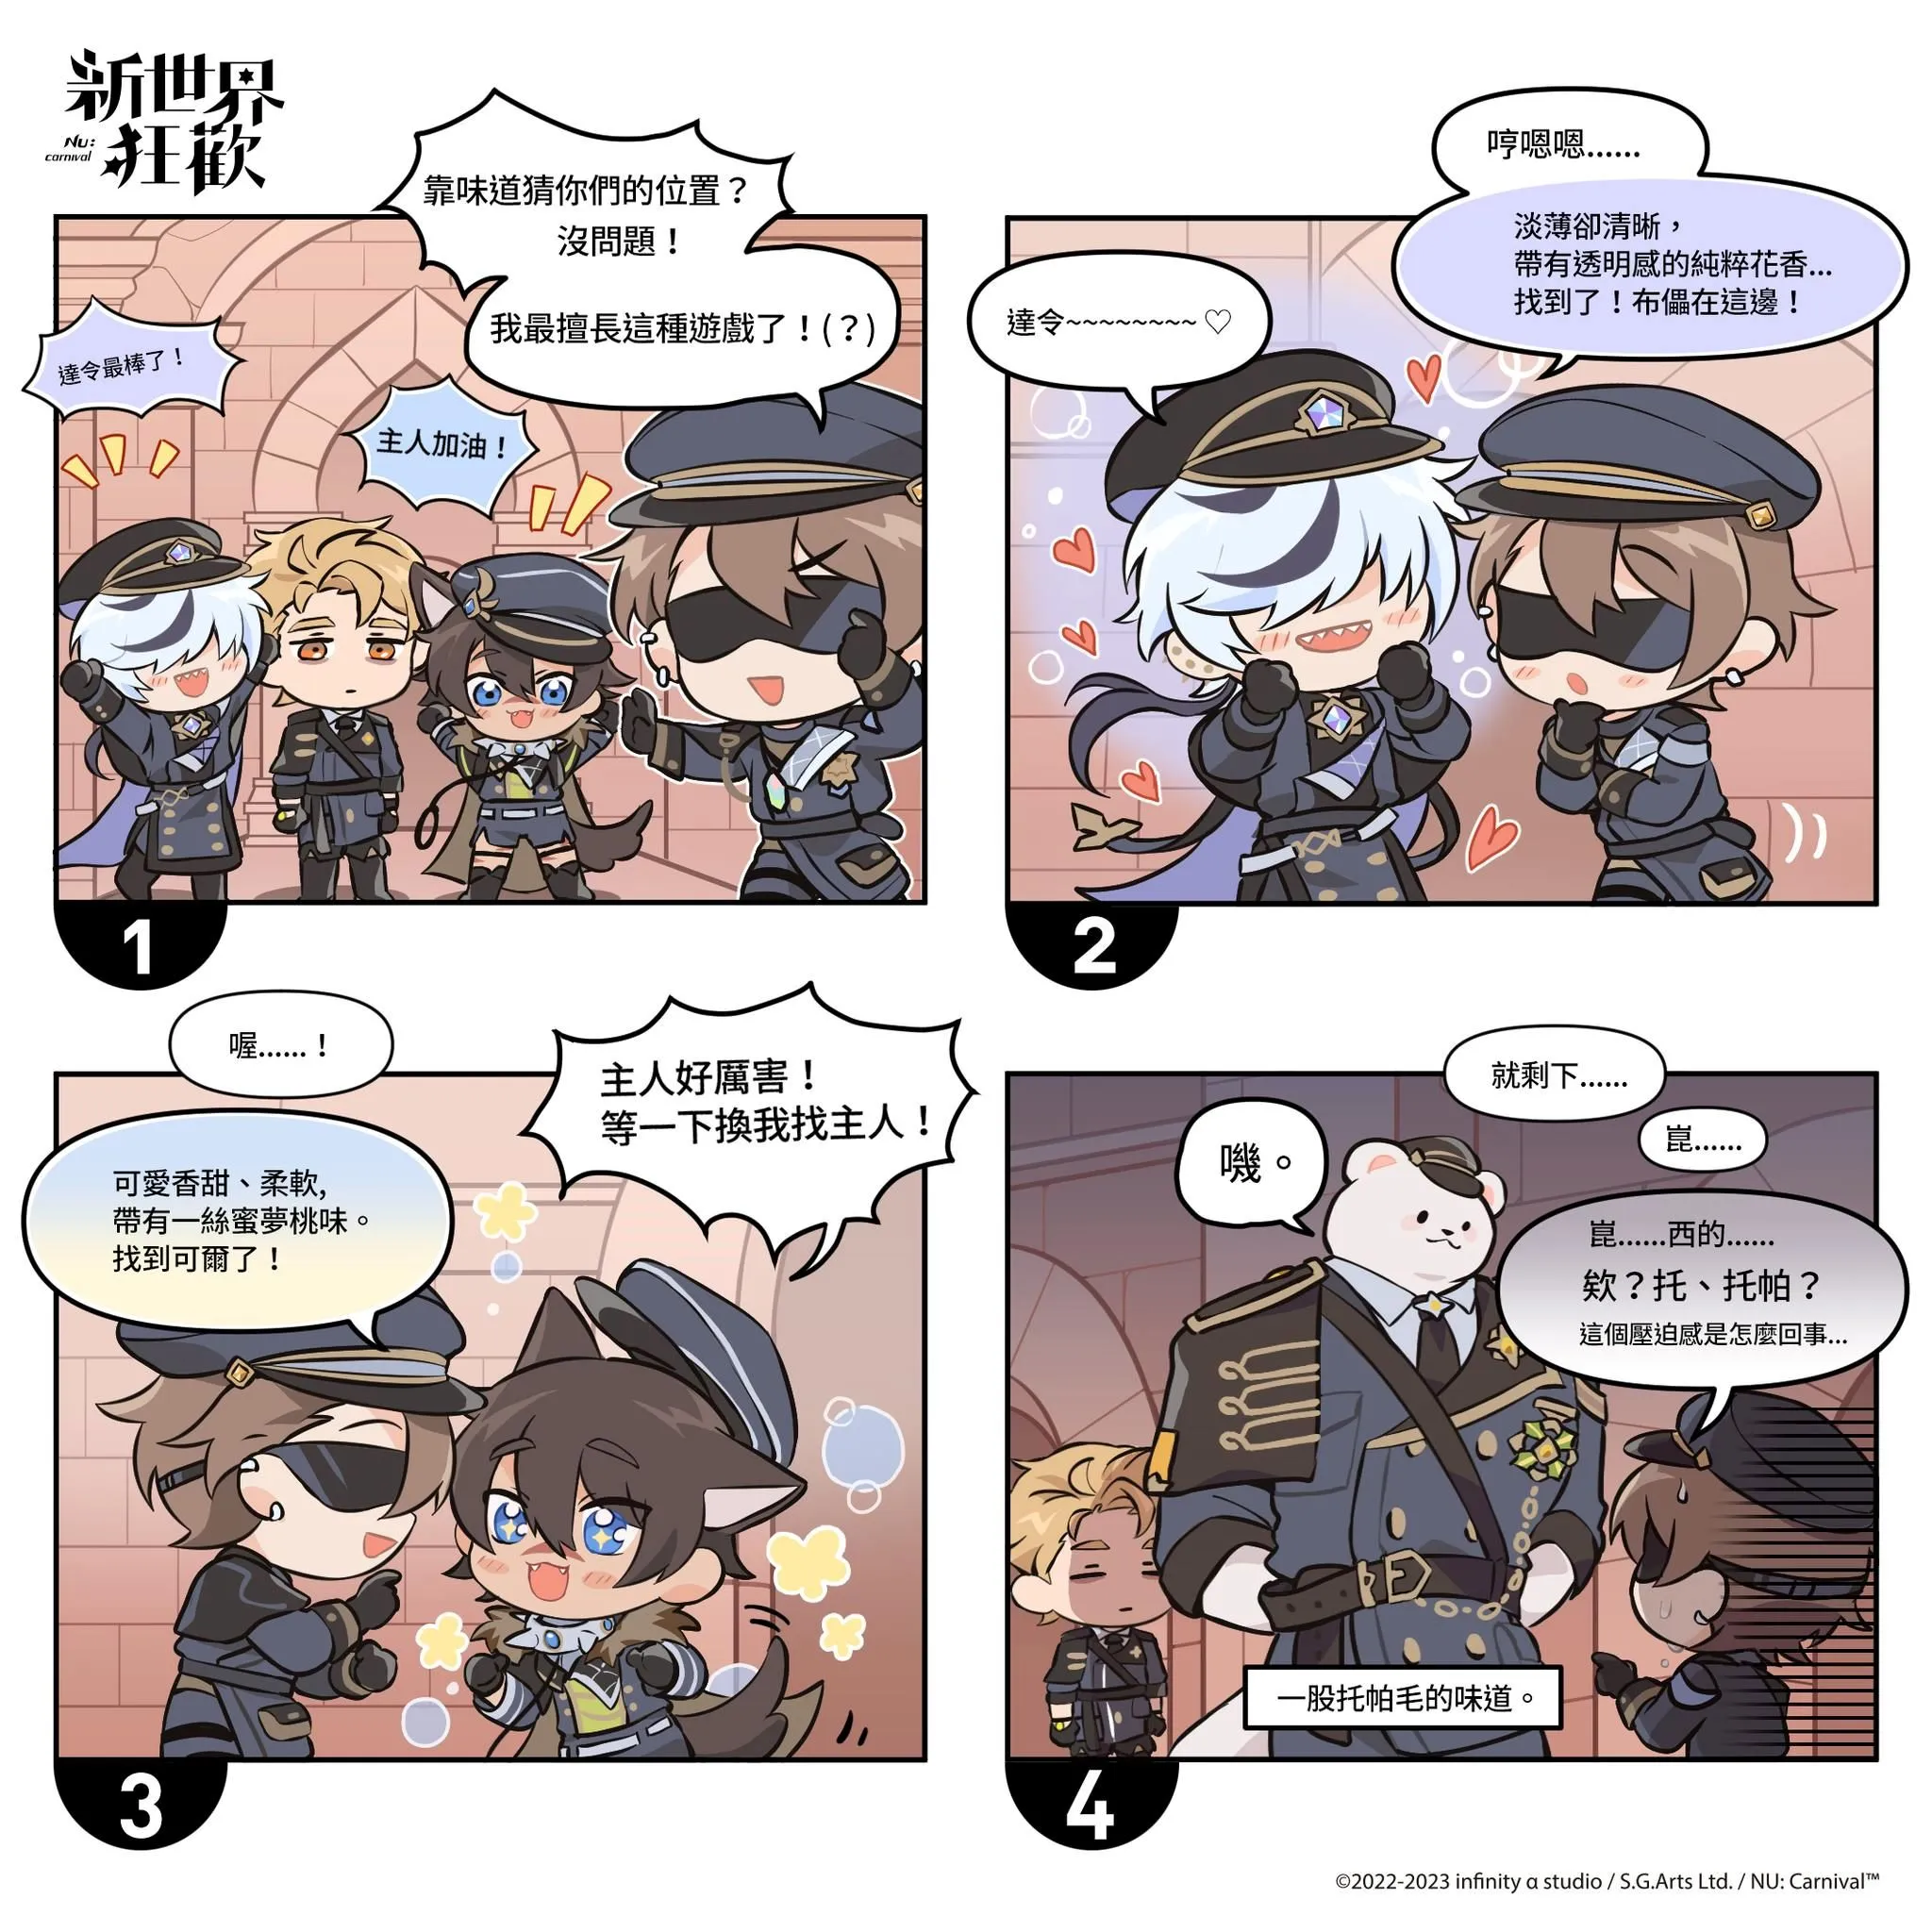 新世界
狂歡
Nu:
carnival
靠味道猜你們的位置？
沒問題！
我最擅長這種遊戲了！(？)
達令最棒了！
主人加油！
1
哼嗯嗯......
淡薄卻清晰，
帶有透明感的純粹花香...
找到了！布儡在這邊！
達令~~~~~~~~♡
2
喔......！
可愛香甜、柔軟,
帶有一絲蜜夢桃味。
找到可爾了！
主人好厲害！
等一下換我找主人！
3
就剩下......
崑......
嘰。
崑......西的......
欸？托、托帕？
這個壓迫感是怎麼回事...
一股托帕毛的味道。
4
©2022-2023 infinity α studio / S.G.Arts Ltd. / NU: Carnival™